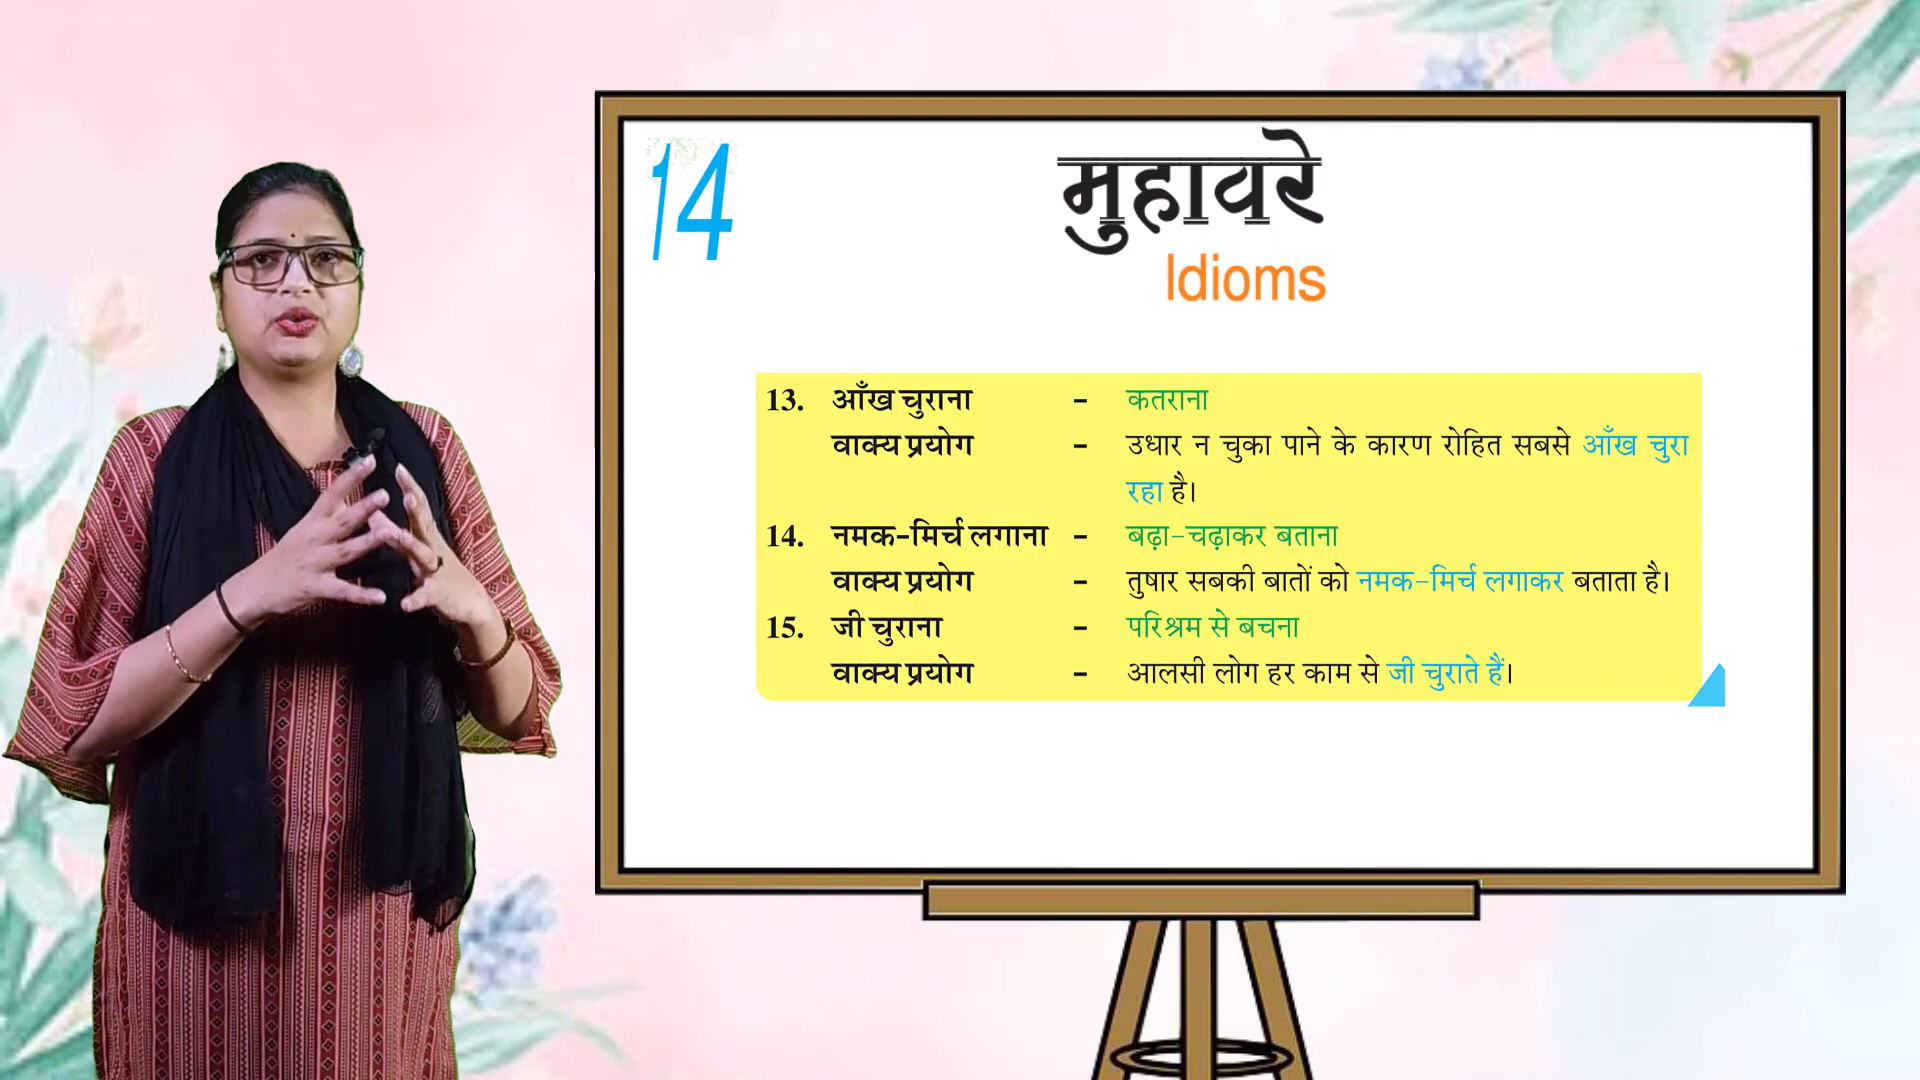 14
मुहावरे
Idioms
13. आँख चुराना - कतराना
वाक्य प्रयोग - उधार न चुका पाने के कारण रोहित सबसे आँख चुरा
रहा है।
14. नमक-मिर्च लगाना - बढ़ा-चढ़ाकर बताना
वाक्य प्रयोग - तुषार सबकी बातों को नमक-मिर्च लगाकर बताता है।
15. जी चुराना - परिश्रम से बचना
वाक्य प्रयोग - आलसी लोग हर काम से जी चुराते हैं।